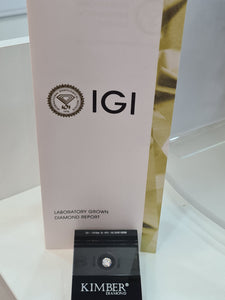 IGI
LABORATORY GROWN
DIAMOND REPORT
KIMBER®
DIAMOND